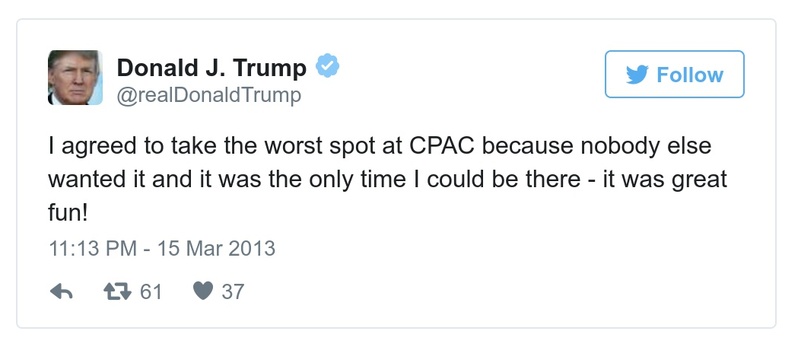 Donald J. Trump
@realDonaldTrump
Follow
I agreed to take the worst spot at CPAC because nobody else
wanted it and it was the only time I could be there - it was great
fun!
11:13 PM - 15 Mar 2013
61 37